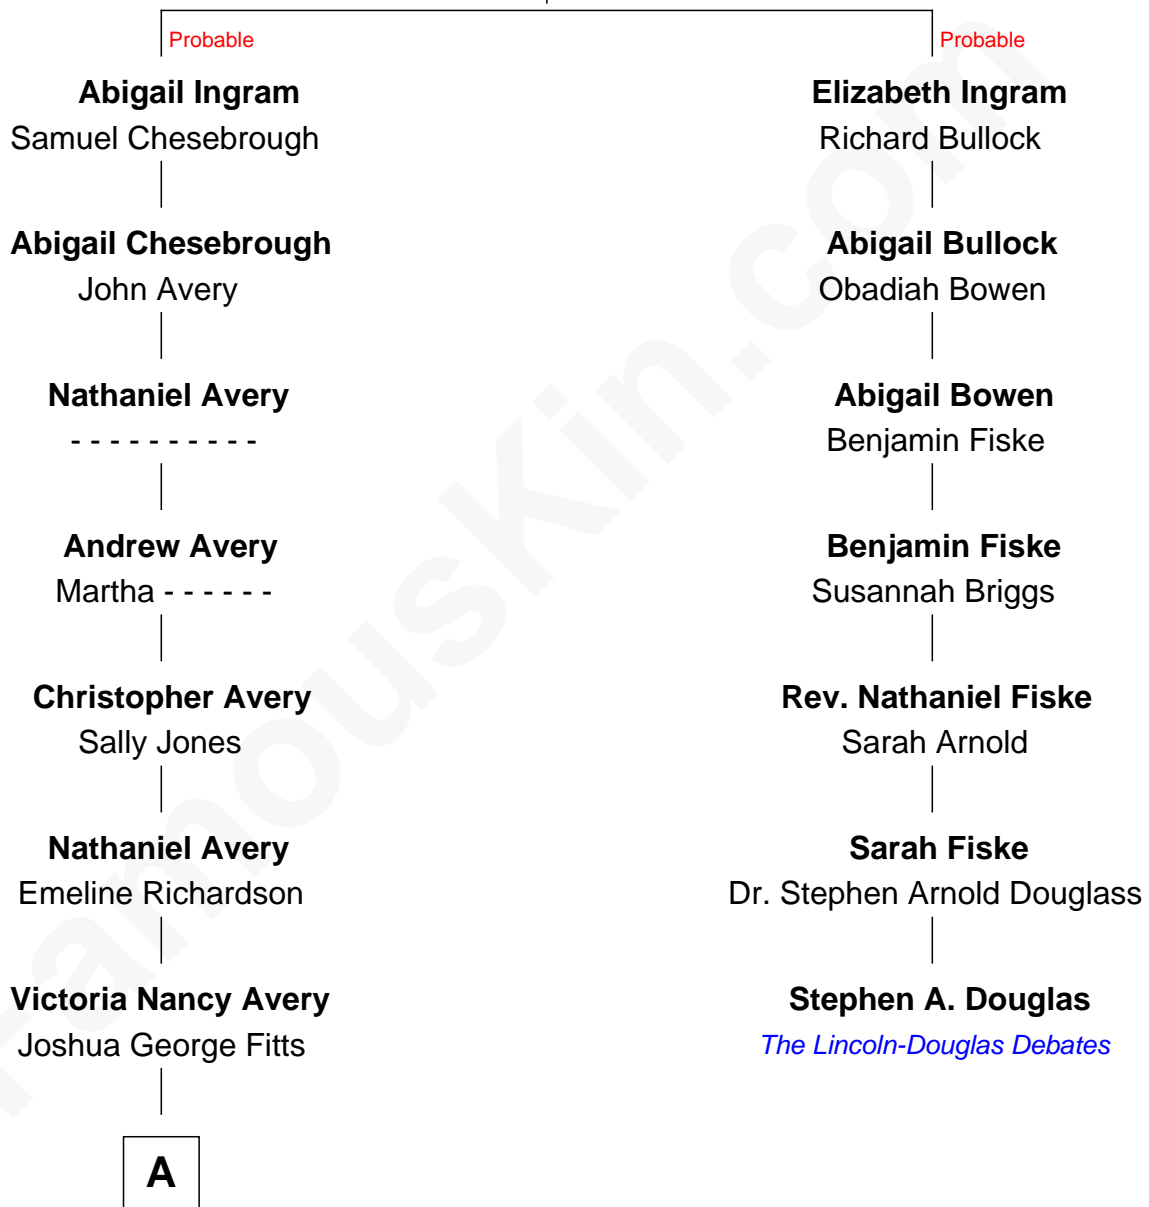 Probable
Abigail Ingram
Samuel Chesebrough
Abigail Chesebrough
John Avery
Nathaniel Avery
- - - - - - - - - -
Andrew Avery
Martha - - - - - -
Christopher Avery
Sally Jones
Nathaniel Avery
Emeline Richardson
Victoria Nancy Avery
Joshua George Fitts
A
Probable
Elizabeth Ingram
Richard Bullock
Abigail Bullock
Obadiah Bowen
Abigail Bowen
Benjamin Fiske
Benjamin Fiske
Susannah Briggs
Rev. Nathaniel Fiske
Sarah Arnold
Sarah Fiske
Dr. Stephen Arnold Douglass
Stephen A. Douglas
The Lincoln-Douglas Debates
FamousKin.com